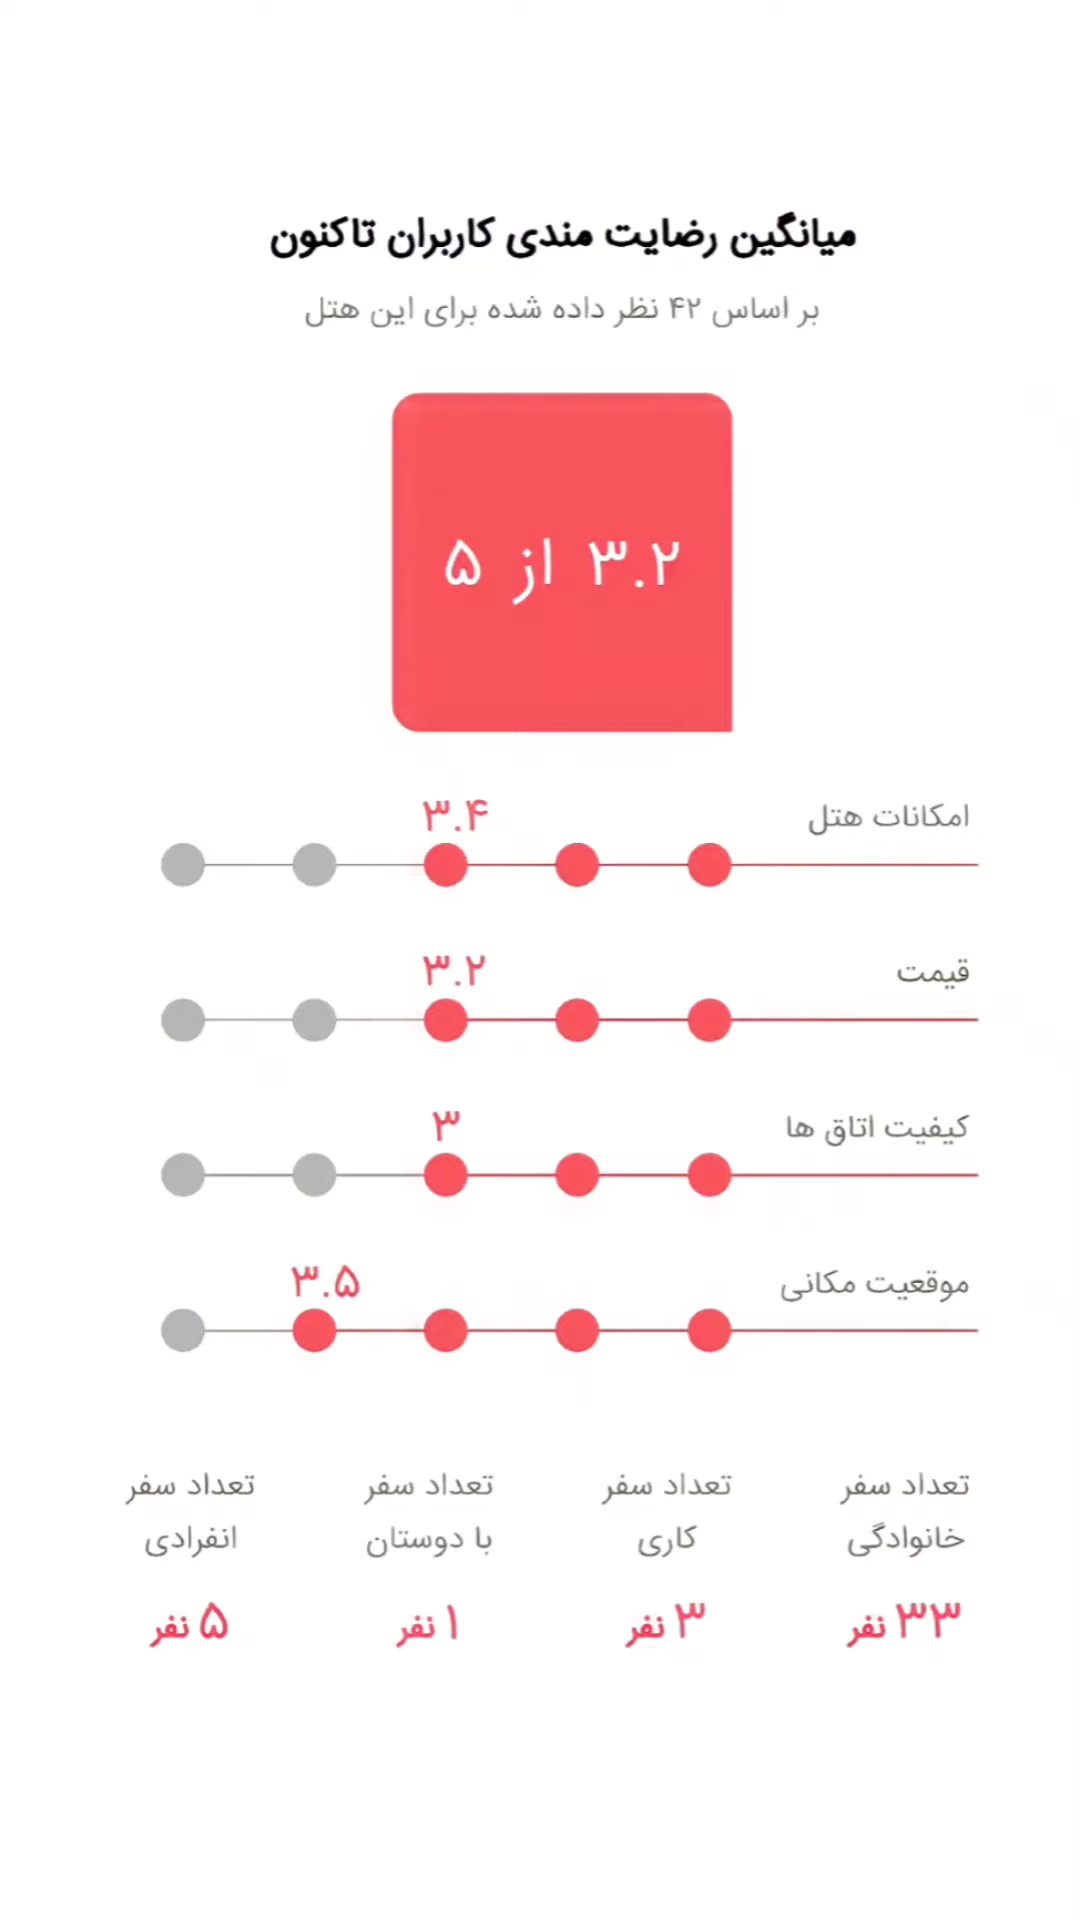 میانگین رضایت مندی کاربران تاکنون
بر اساس ۴۲ نظر داده شده برای این هتل
۳.۲ از ۵
امکانات هتل
۳.۴
قیمت
۳.۲
کیفیت اتاق ها
۳
موقعیت مکانی
۳.۵
تعداد سفر خانوادگی
۳۳ نفر
تعداد سفر کاری
۳ نفر
تعداد سفر با دوستان
۱ نفر
تعداد سفر انفرادی
۵ نفر